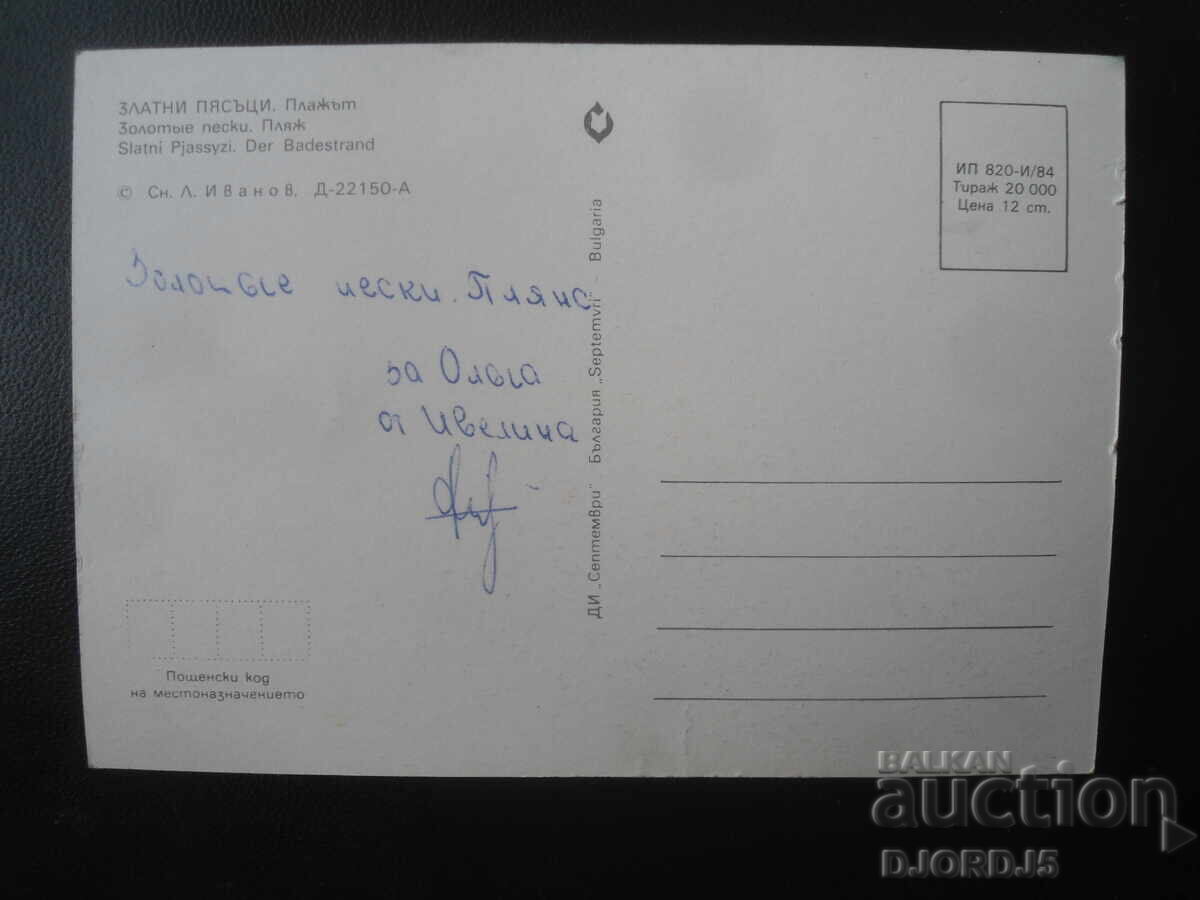 ЗЛАТНИ ПЯСЪЦИ. Плажът
Золотые пески. Пляж
Slatni Pjassyzi. Der Badestrand
© Сн. Л. Иванов. Д-22150-А
Золотые пески. Пляж
за Олога
от Ивелина
Пощенски код
на местоназначението
ДИ „Септември" България „Septemvri" - Bulgaria
ИП 820-И/84
Тираж 20 000
Цена 12 ст.
BALKAN
auction
DJORDJ5